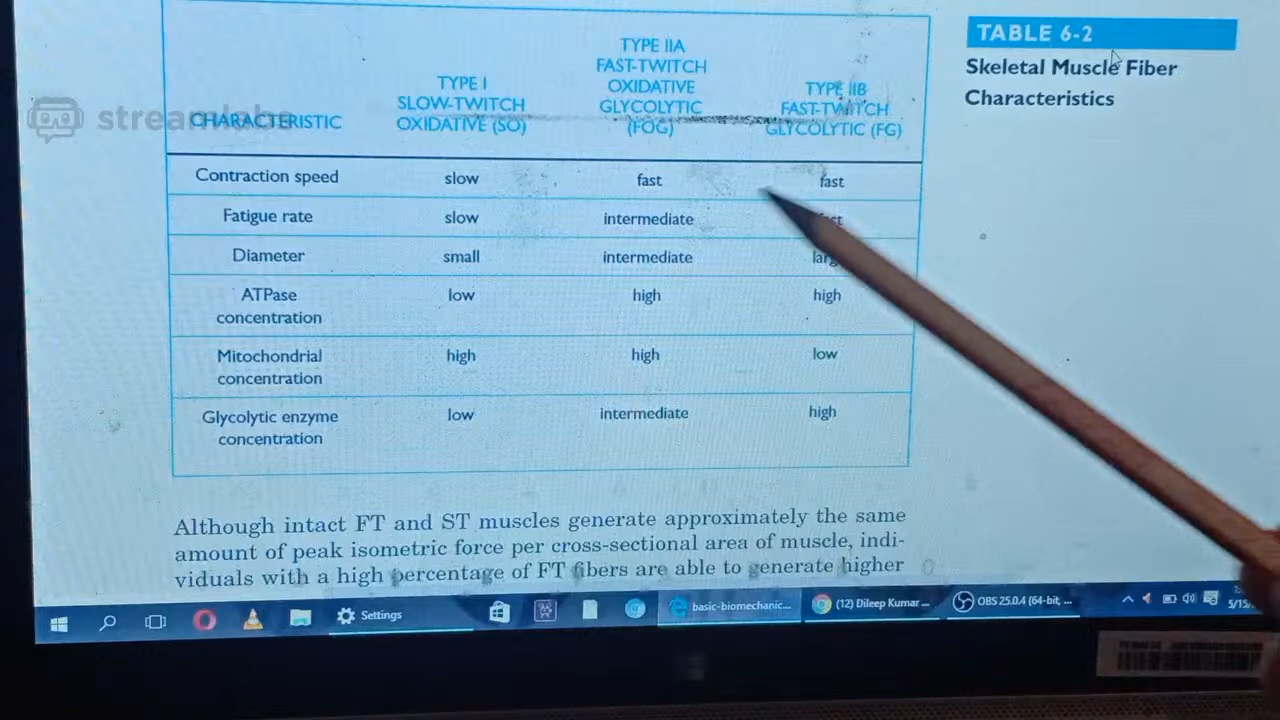 TABLE 6-2
Skeletal Muscle Fiber
Characteristics
streamlabs
CHARACTERISTIC
TYPE I
SLOW-TWITCH
OXIDATIVE (SO)
TYPE IIA
FAST-TWITCH
OXIDATIVE
GLYCOLYTIC
(FOG)
TYPE IIB
FAST-TWITCH
GLYCOLYTIC (FG)
Contraction speed slow fast fast
Fatigue rate slow intermediate fast
Diameter small intermediate large
ATPase
concentration low high high
Mitochondrial
concentration high high low
Glycolytic enzyme
concentration low intermediate high
Although intact FT and ST muscles generate approximately the same
amount of peak isometric force per cross-sectional area of muscle, indi-
viduals with a high percentage of FT fibers are able to generate higher
Settings
basic-biomechanic...
(12) Dileep Kumar ...
OBS 25.0.4 (64-bit, ...